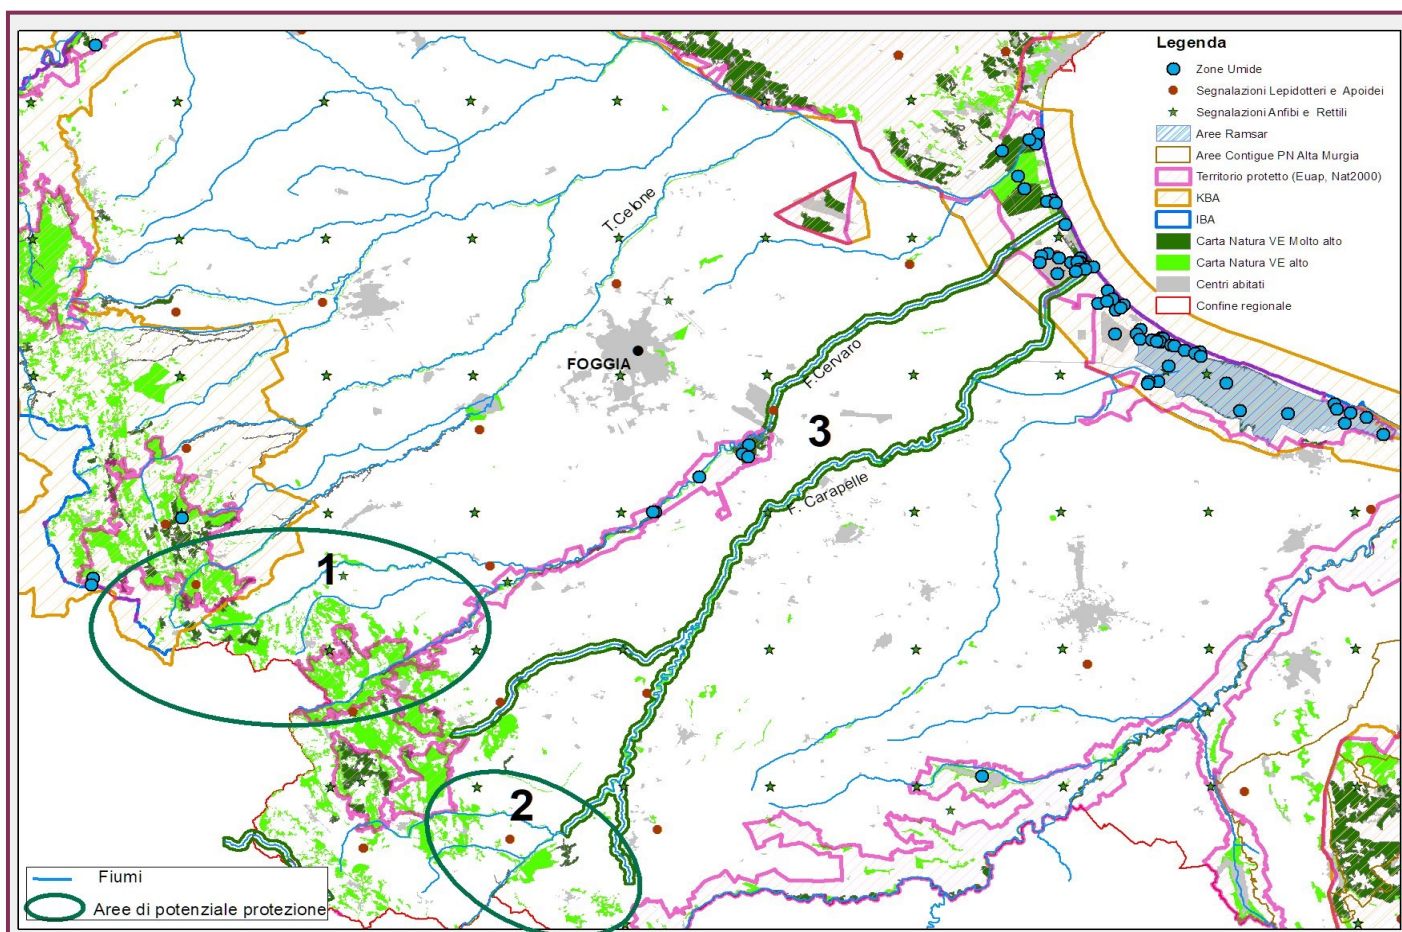 Legenda
Zone Umide
Segnalazioni Lepidotteri e Apoidei
Segnalazioni Anfibi e Rettili
Aree Ramsar
Aree Contigue PN Alta Murgia
Territorio protetto (Euap, Nat2000)
KBA
IBA
Carta Natura VE Molto alto
Carta Natura VE alto
Centri abitati
Confine regionale
T.Celone
FOGGIA
F.Cervaro
3
F. Carapelle
1
2
Fiumi
Aree di potenziale protezione